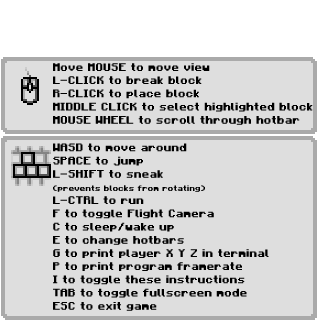 Move MOUSE to move view
L-CLICK to break block
R-CLICK to place block
MIDDLE CLICK to select highlighted block
MOUSE WHEEL to scroll through hotbar
WASD to move around
SPACE to jump
L-SHIFT to sneak
(prevents blocks from rotating)
L-CTRL to run
F to toggle Flight Camera
C to sleep/wake up
E to change hotbars
G to print player X Y Z in terminal
P to print program framerate
I to toggle these instructions
TAB to toggle fullscreen mode
ESC to exit game